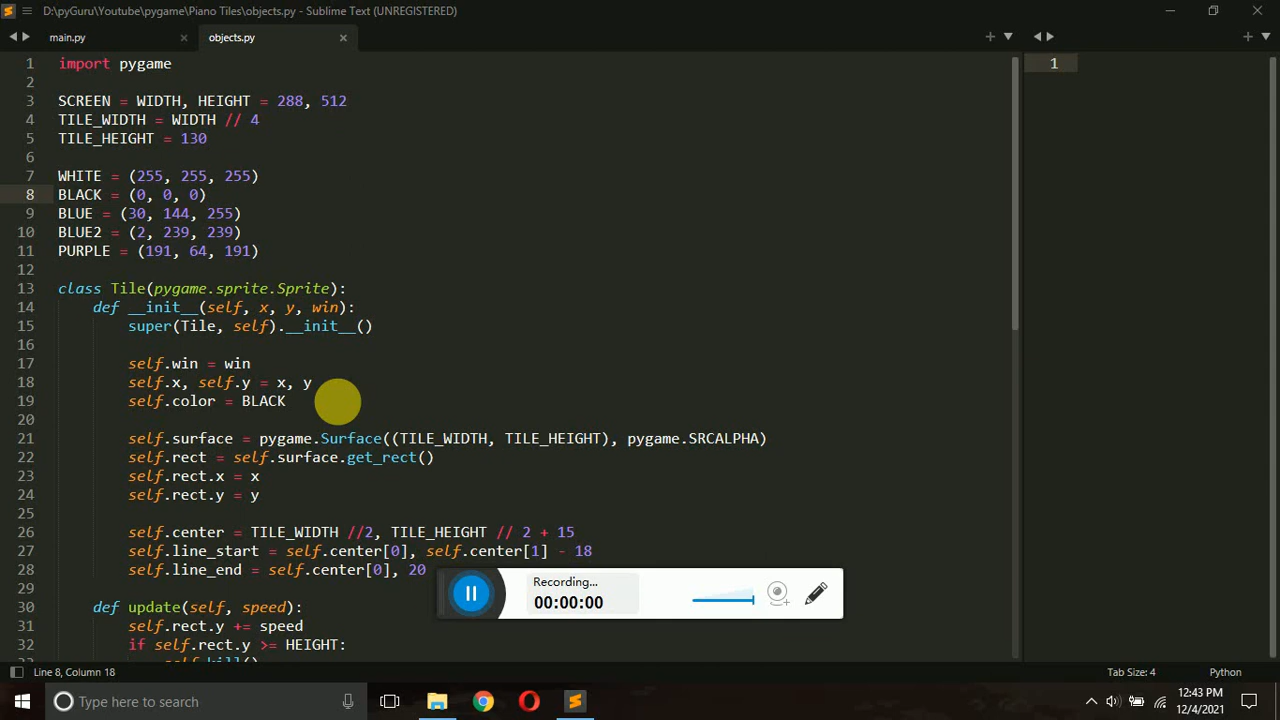 D:\pyGuru\Youtube\pygame\Piano Tiles\objects.py - Sublime Text (UNREGISTERED)
main.py × objects.py ×
1 import pygame
2
3 SCREEN = WIDTH, HEIGHT = 288, 512
4 TILE_WIDTH = WIDTH // 4
5 TILE_HEIGHT = 130
6
7 WHITE = (255, 255, 255)
8 BLACK = (0, 0, 0)
9 BLUE = (30, 144, 255)
10 BLUE2 = (2, 239, 239)
11 PURPLE = (191, 64, 191)
12
13 class Tile(pygame.sprite.Sprite):
14 def __init__(self, x, y, win):
15 super(Tile, self).__init__()
16
17 self.win = win
18 self.x, self.y = x, y
19 self.color = BLACK
20
21 self.surface = pygame.Surface((TILE_WIDTH, TILE_HEIGHT), pygame.SRCALPHA)
22 self.rect = self.surface.get_rect()
23 self.rect.x = x
24 self.rect.y = y
25
26 self.center = TILE_WIDTH //2, TILE_HEIGHT // 2 + 15
27 self.line_start = self.center[0], self.center[1] - 18
28 self.line_end = self.center[0], 20
29
30 def update(self, speed):
31 self.rect.y += speed
32 if self.rect.y >= HEIGHT:
33 self.kill()
1
Recording...
00:00:00
Line 8, Column 18
Tab Size: 4 Python
Type here to search
12:43 PM
12/4/2021